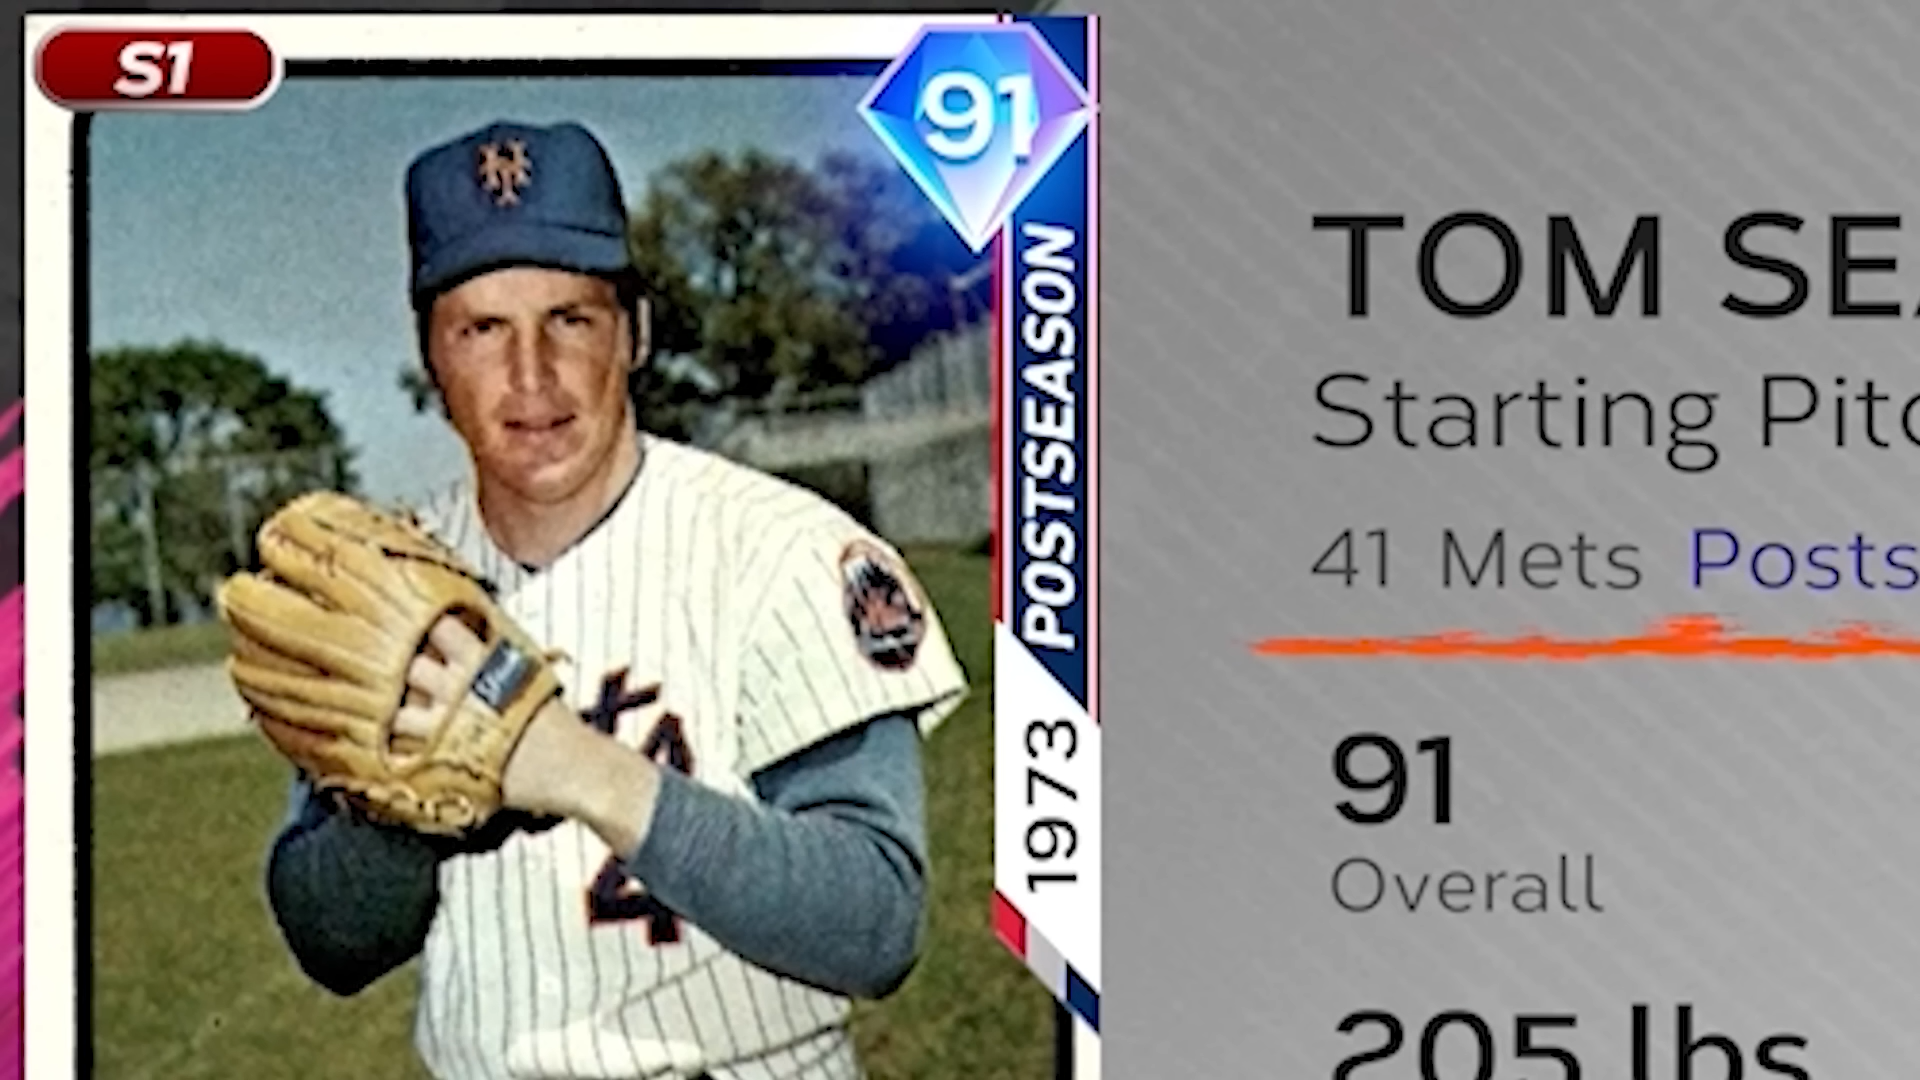 S1
91
POSTSEASON
1973
TOM SE
Starting Pit
41 Mets Posts
91
Overall
205 lbs